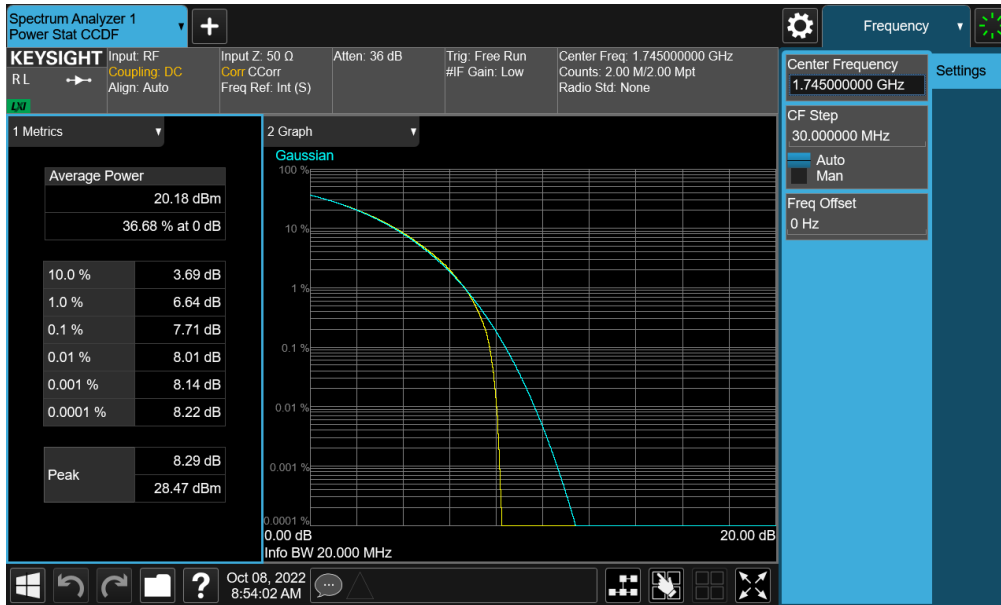 Spectrum Analyzer 1
Power Stat CCDF
Frequency
KEYSIGHT
R L
LXI
Input: RF
Coupling: DC
Align: Auto
Input Z: 50 Ω
Corr CCorr
Freq Ref: Int (S)
Atten: 36 dB
Trig: Free Run
#IF Gain: Low
Center Freq: 1.745000000 GHz
Counts: 2.00 M/2.00 Mpt
Radio Std: None
Center Frequency
1.745000000 GHz
Settings
CF Step
30.000000 MHz
Auto
Man
Freq Offset
0 Hz
1 Metrics
Average Power
20.18 dBm
36.68 % at 0 dB
10.0 % 3.69 dB
1.0 % 6.64 dB
0.1 % 7.71 dB
0.01 % 8.01 dB
0.001 % 8.14 dB
0.0001 % 8.22 dB
Peak
8.29 dB
28.47 dBm
2 Graph
Gaussian
100 %
10 %
1 %
0.1 %
0.01 %
0.001 %
0.0001 %
0.00 dB 20.00 dB
Info BW 20.000 MHz
?
Oct 08, 2022
8:54:02 AM